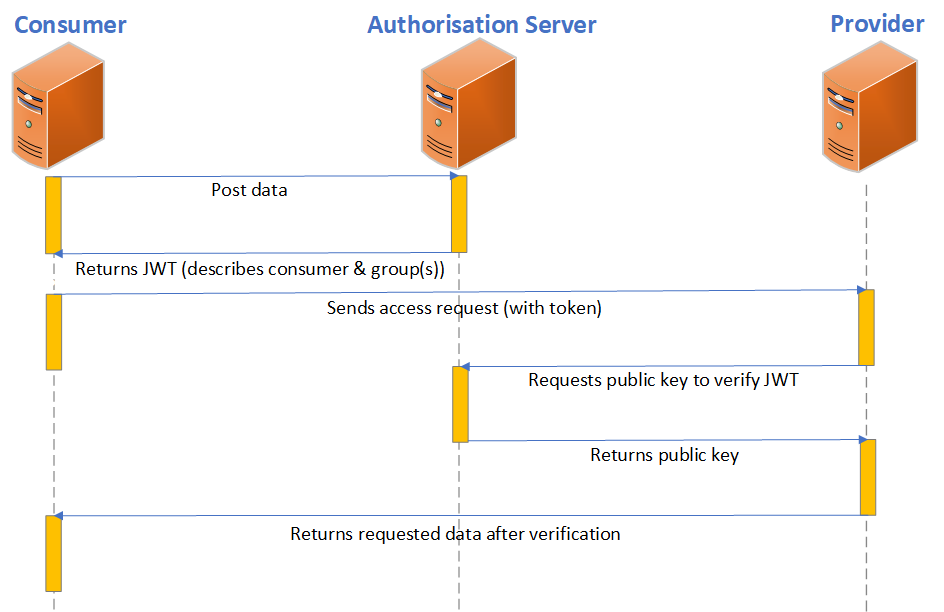 Consumer
Authorisation Server
Provider
Post data
Returns JWT (describes consumer & group(s))
Sends access request (with token)
Requests public key to verify JWT
Returns public key
Returns requested data after verification